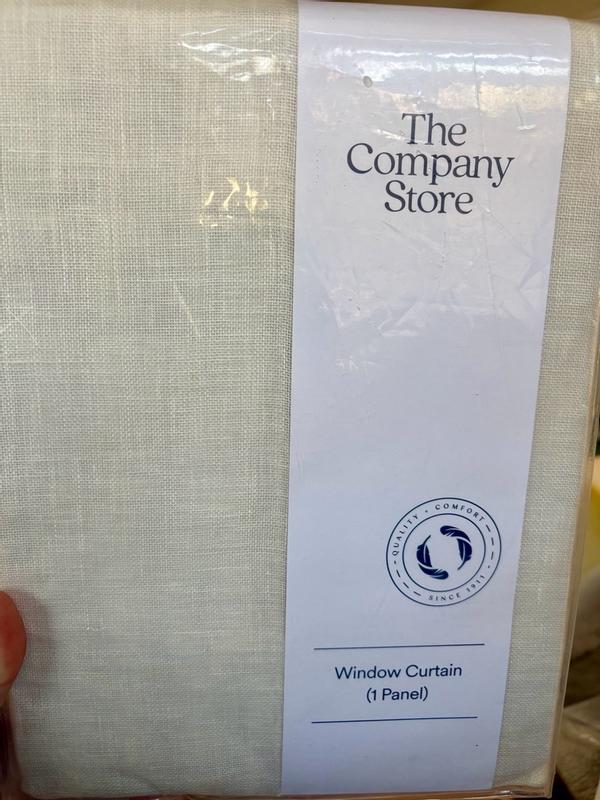 The
Company
Store
QUALITY - COMFORT
SINCE 1911
Window Curtain
(1 Panel)